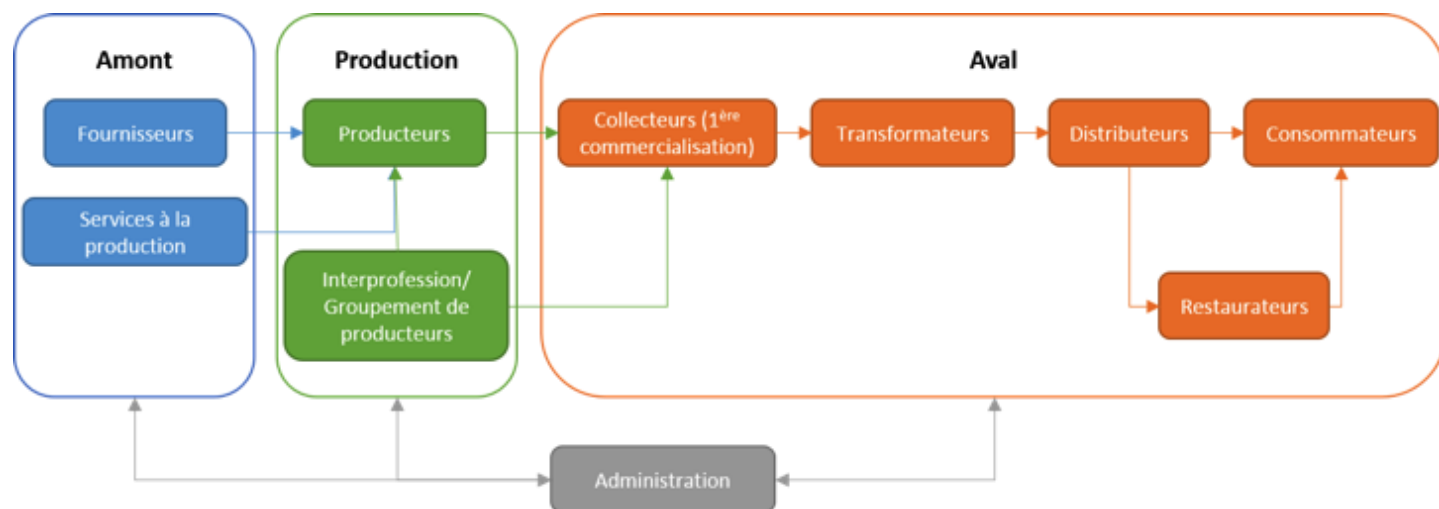 Amont
Production
Aval
Fournisseurs
Producteurs
Collecteurs (1ère
commercialisation)
Transformateurs
Distributeurs
Consommateurs
Services à la
production
Interprofession/
Groupement de
producteurs
Restaurateurs
Administration